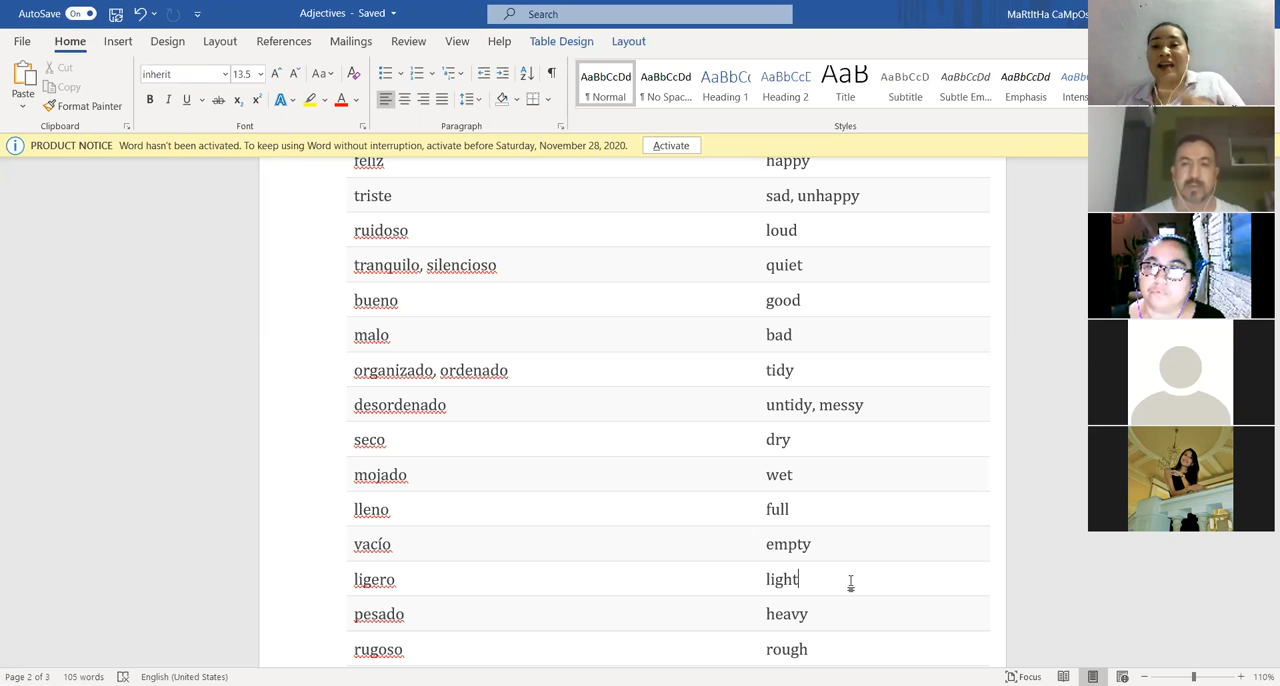 AutoSave On Adjectives - Saved Search MaRtItHa CaMpOs
File Home Insert Draw Design Layout References Mailings Review View Help Table Design Layout
Paste Cut Copy Format Painter Clipboard
inherit 13.5 Aa Font
Paragraph
AaBbCcDd ¶ Normal
AaBbCcDd ¶ No Spac...
AaBbCc Heading 1
AaBbCcE Heading 2
AaB Title
AaBbCcD Subtitle
AaBbCcDd Subtle Em...
AaBbCcDd Emphasis
AaBb Intens
Styles
PRODUCT NOTICE Word hasn't been activated. To keep using Word without interruption, activate before Saturday, November 28, 2020. Activate
feliz happy
triste sad, unhappy
ruidoso loud
tranquilo, silencioso quiet
bueno good
malo bad
organizado, ordenado tidy
desordenado untidy, messy
seco dry
mojado wet
lleno full
vacío empty
ligero light
pesado heavy
rugoso rough
Page 2 of 3 105 words English (United States) Focus 110%